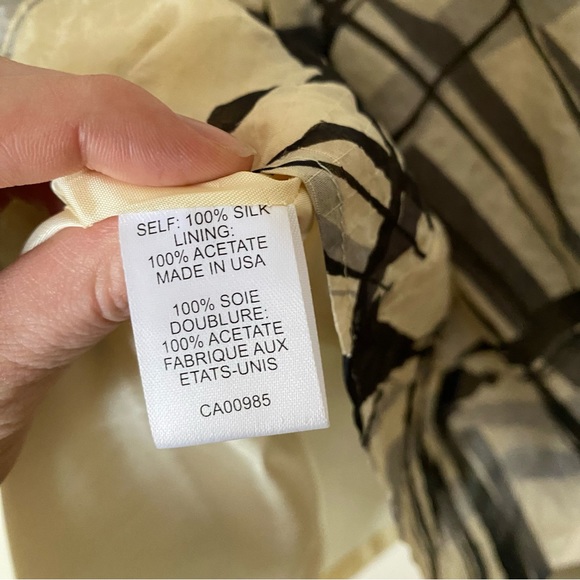 SELF: 100% SILK
LINING:
100% ACETATE
MADE IN USA
100% SOIE
DOUBLURE:
100% ACETATE
FABRIQUE AUX
ETATS-UNIS
CA00985